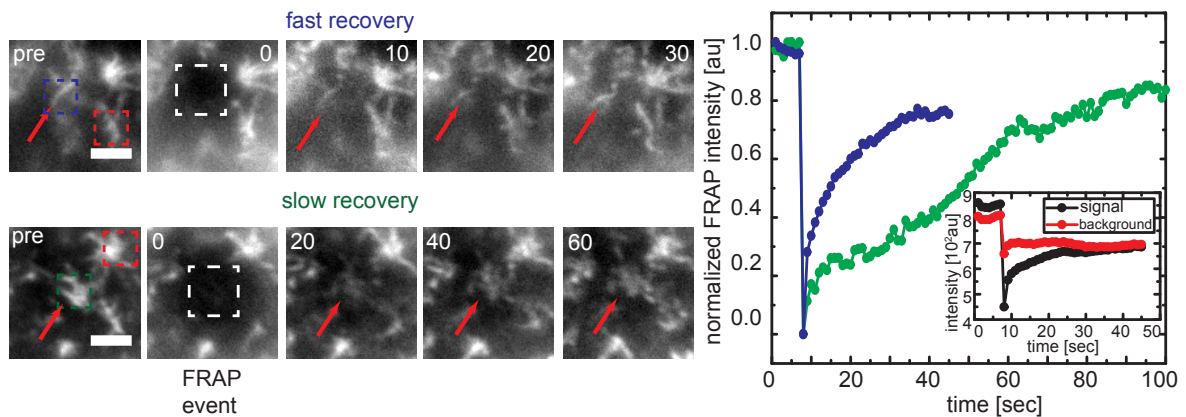 fast recovery
pre
0
10
20
30
slow recovery
pre
0
20
40
60
FRAP
event
normalized FRAP intensity [au]
1.0
0.8
0.6
0.4
0.2
0.0
0
20
40
60
80
100
time [sec]
intensity [10²au]
9
8
7
6
5
4
signal
background
0
10
20
30
40
50
time [sec]